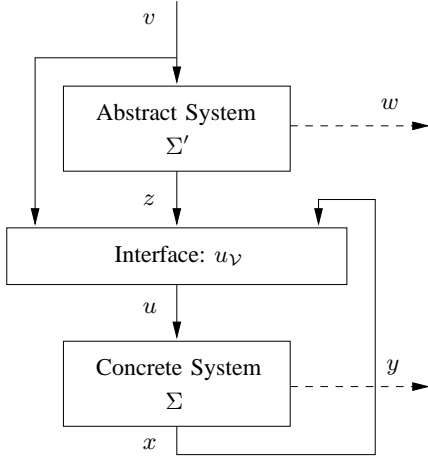 v
Abstract System
Σ′
w
z
Interface: u_𝒱
u
Concrete System
Σ
y
x